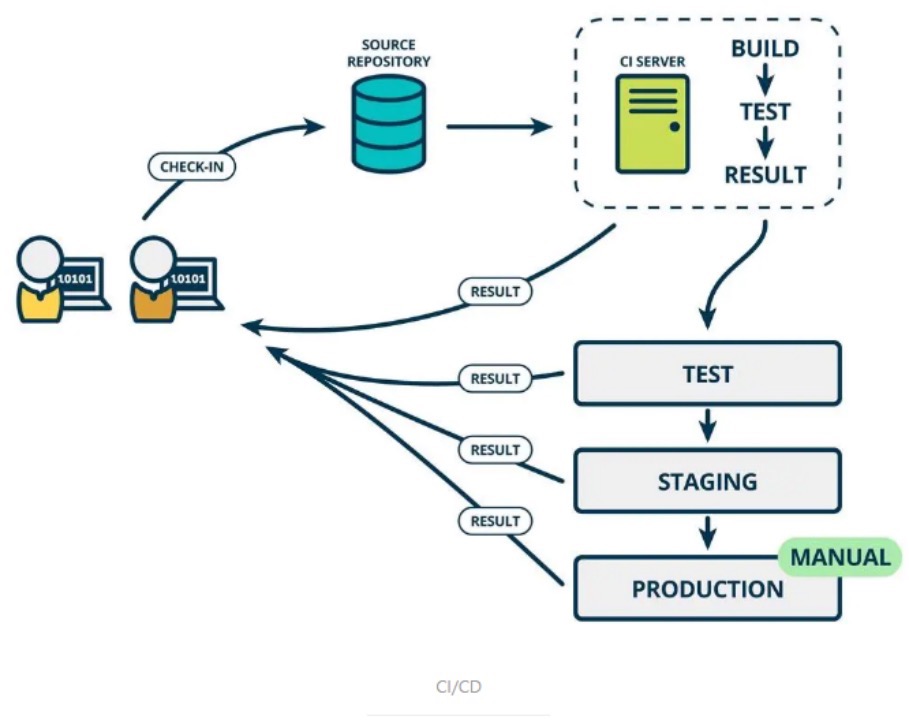 SOURCE
REPOSITORY
CI SERVER
BUILD
TEST
RESULT
CHECK-IN
10101
10101
RESULT
RESULT
TEST
RESULT
STAGING
RESULT
MANUAL
PRODUCTION
CI/CD